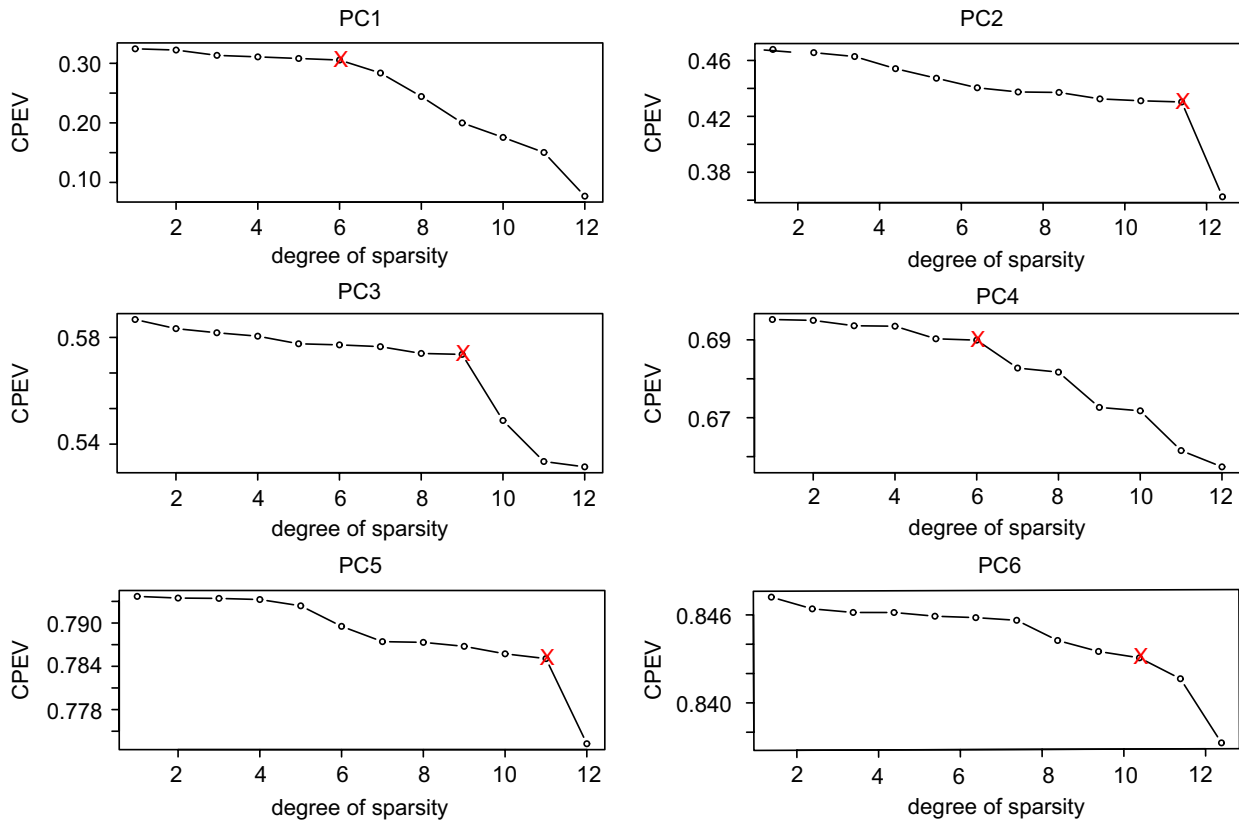 PC1
CPEV
0.30
0.20
0.10
2 4 6 8 10 12
degree of sparsity
PC2
CPEV
0.46
0.42
0.38
2 4 6 8 10 12
degree of sparsity
PC3
CPEV
0.58
0.54
2 4 6 8 10 12
degree of sparsity
PC4
CPEV
0.69
0.67
2 4 6 8 10 12
degree of sparsity
PC5
CPEV
0.790
0.784
0.778
2 4 6 8 10 12
degree of sparsity
PC6
CPEV
0.846
0.840
2 4 6 8 10 12
degree of sparsity